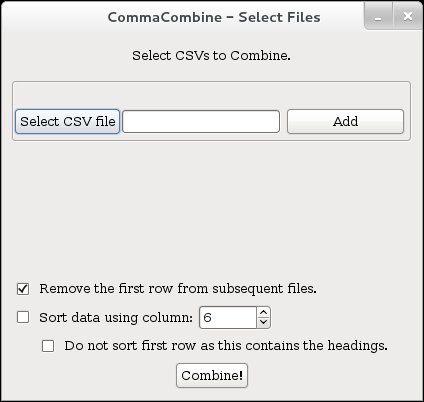 CommaCombine - Select Files
Select CSVs to Combine.
Select CSV file Add
Remove the first row from subsequent files.
Sort data using column: 6
Do not sort first row as this contains the headings.
Combine!